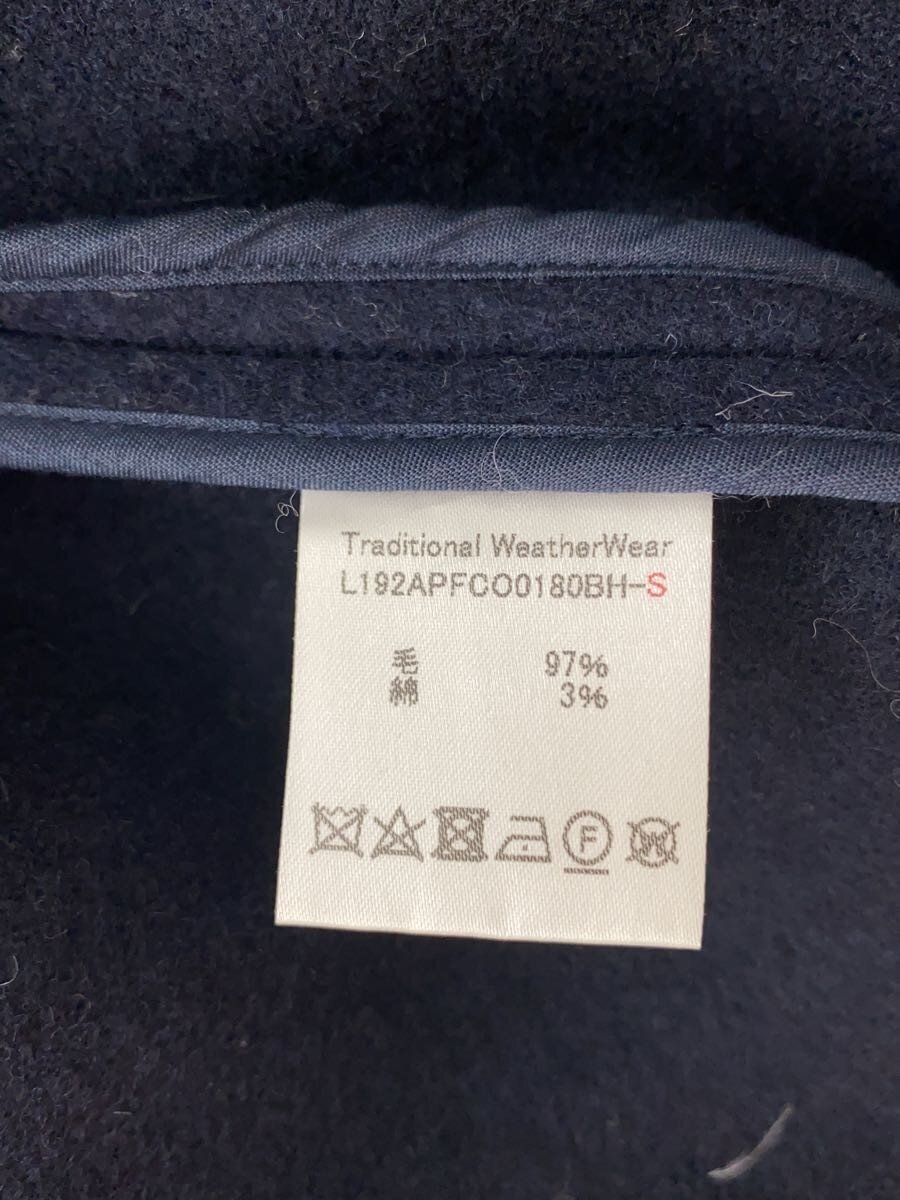 Traditional WeatherWear
L192APFCO0180BH-S
毛 97%
綿 3%
F
W